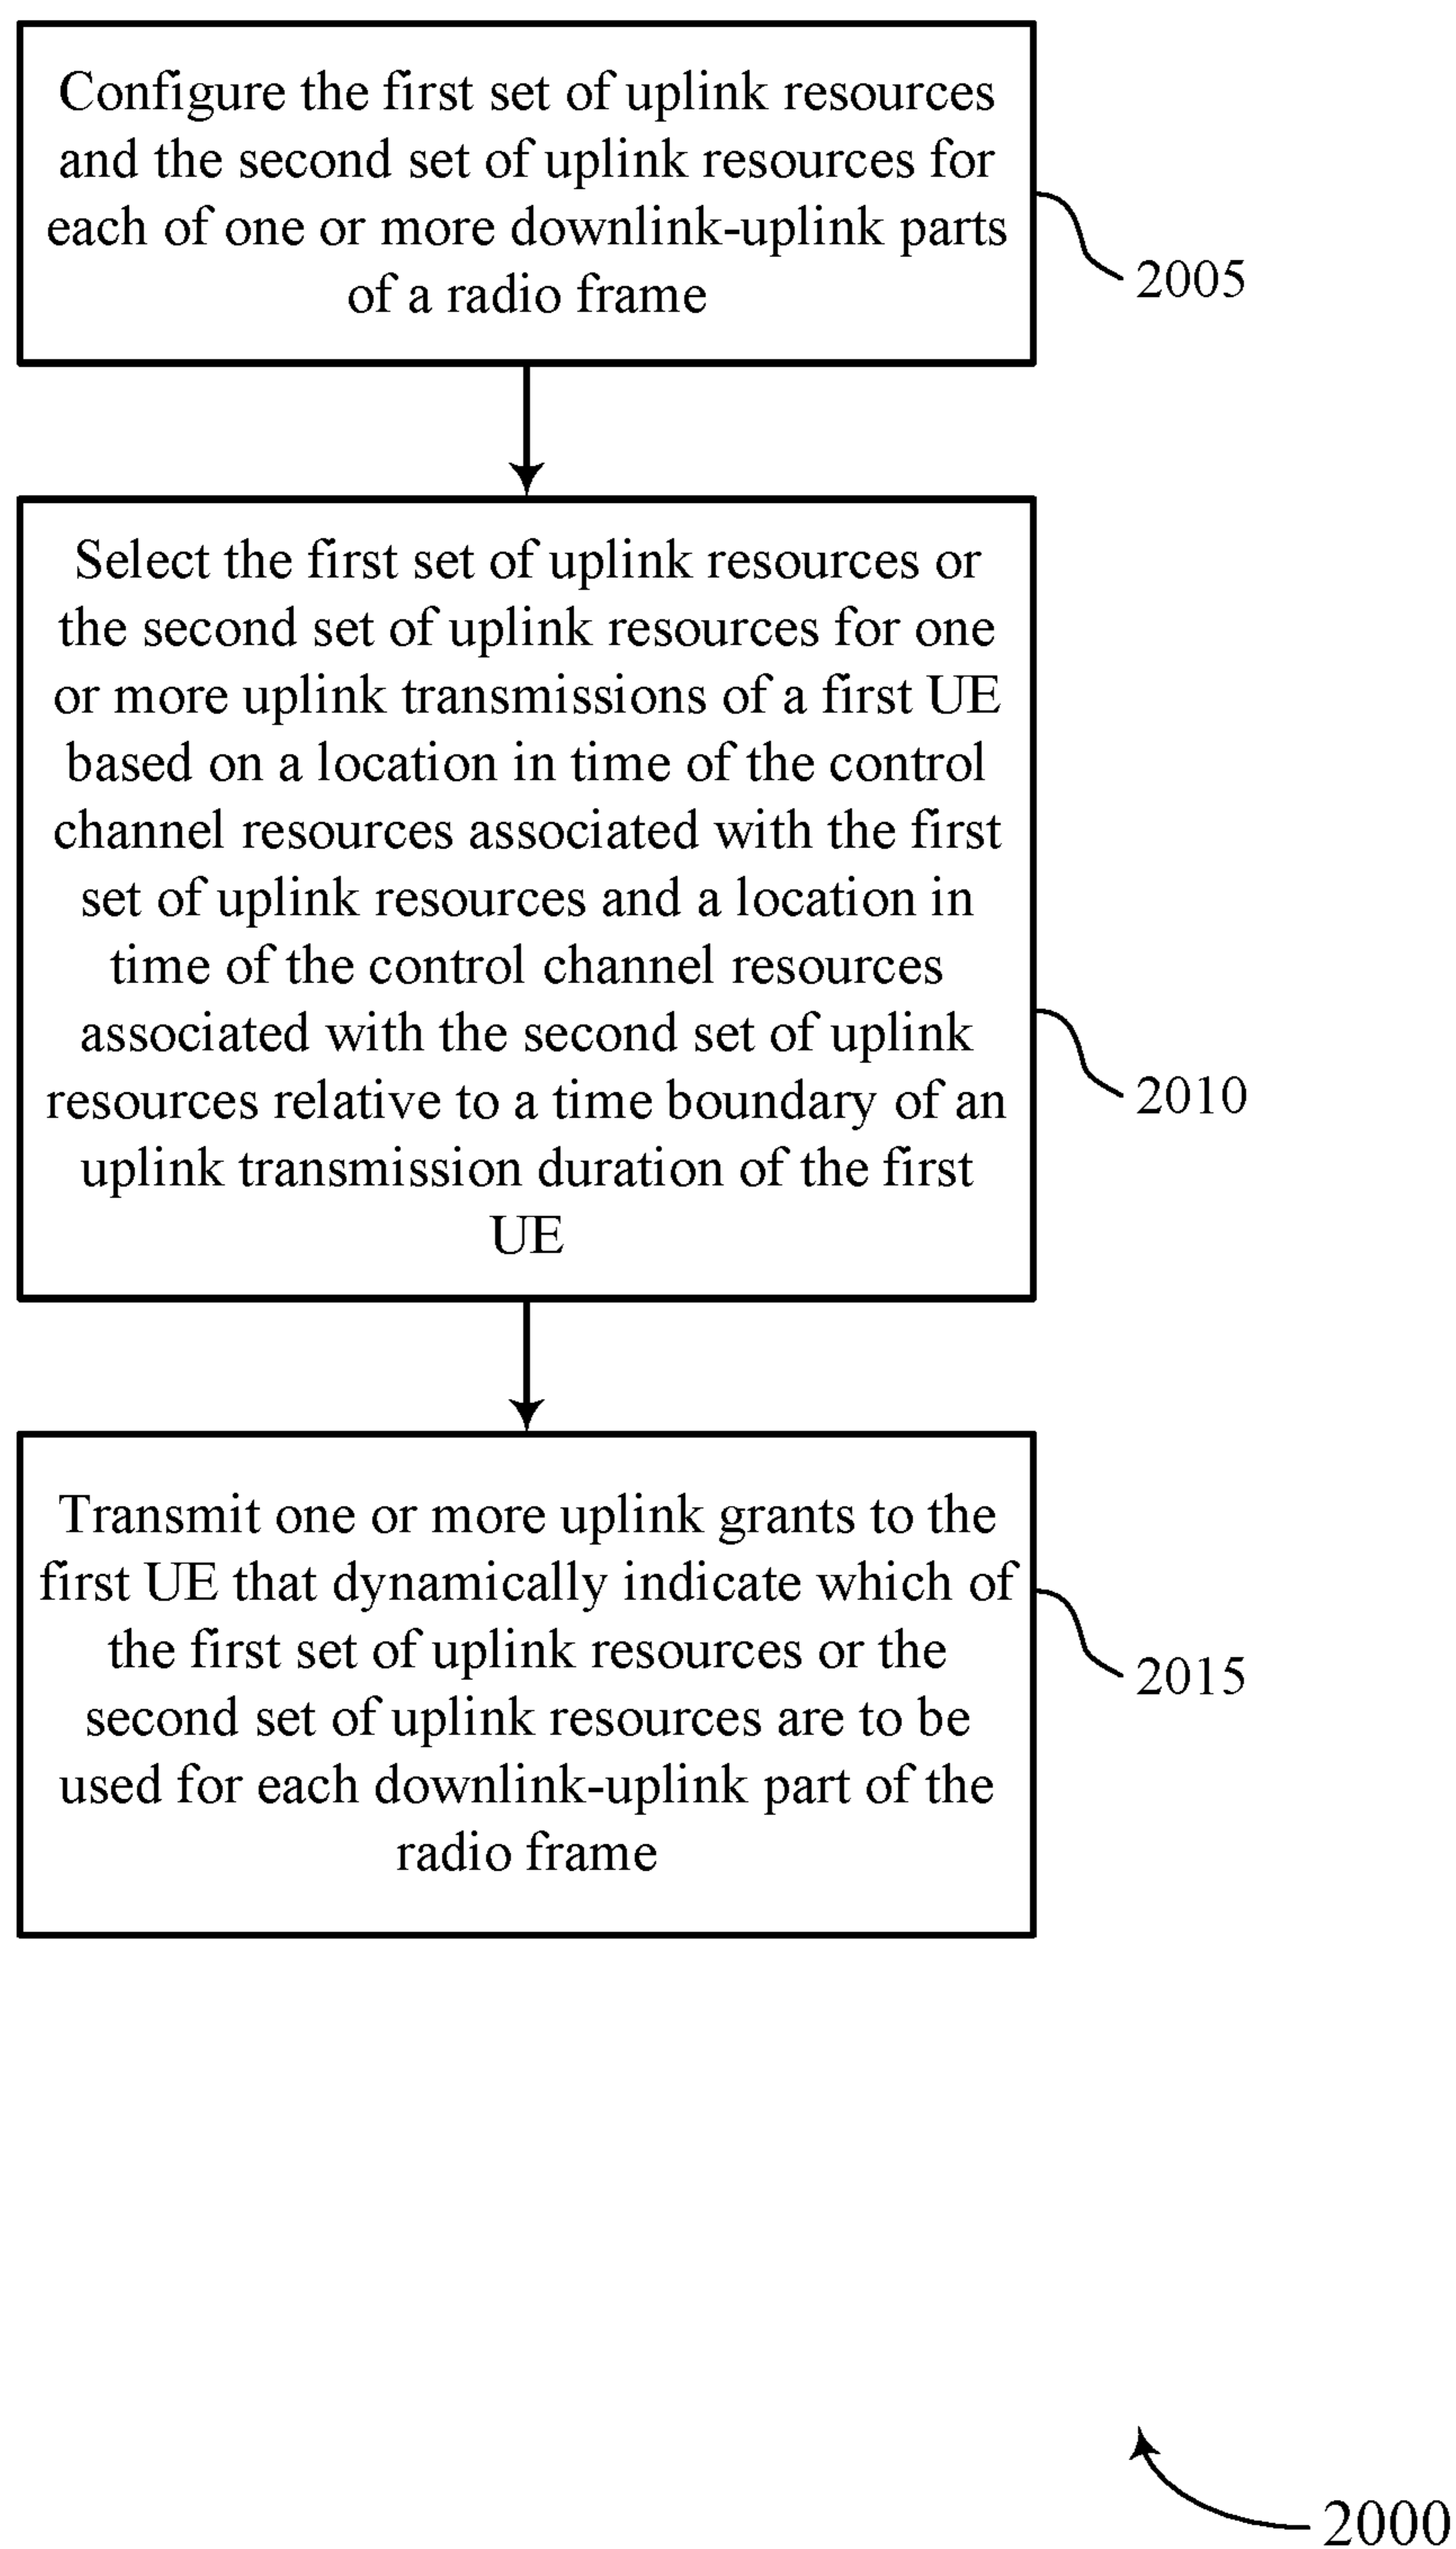 Configure the first set of uplink resources
and the second set of uplink resources for
each of one or more downlink-uplink parts
of a radio frame
2005
Select the first set of uplink resources or
the second set of uplink resources for one
or more uplink transmissions of a first UE
based on a location in time of the control
channel resources associated with the first
set of uplink resources and a location in
time of the control channel resources
associated with the second set of uplink
resources relative to a time boundary of an
uplink transmission duration of the first
UE
2010
Transmit one or more uplink grants to the
first UE that dynamically indicate which of
the first set of uplink resources or the
second set of uplink resources are to be
used for each downlink-uplink part of the
radio frame
2015
2000